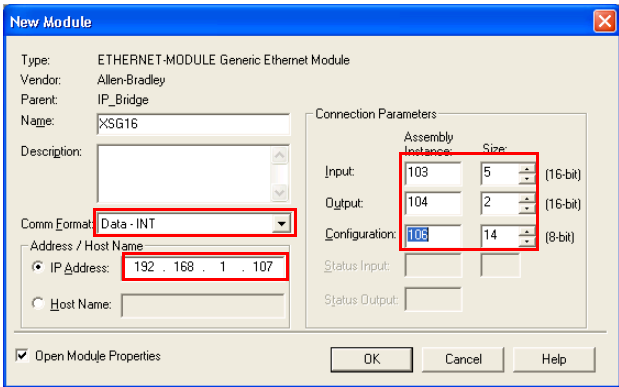 New Module
Type: ETHERNET-MODULE Generic Ethernet Module
Vendor: Allen-Bradley
Parent: IP_Bridge
Name: XSG16
Description:
Comm Format: Data - INT
Address / Host Name
IP Address: 192 . 168 . 1 . 107
Host Name:
Connection Parameters
Assembly
Instance: Size:
Input: 103 5 (16-bit)
Output: 104 2 (16-bit)
Configuration: 106 14 (8-bit)
Status Input:
Status Output:
Open Module Properties
OK Cancel Help